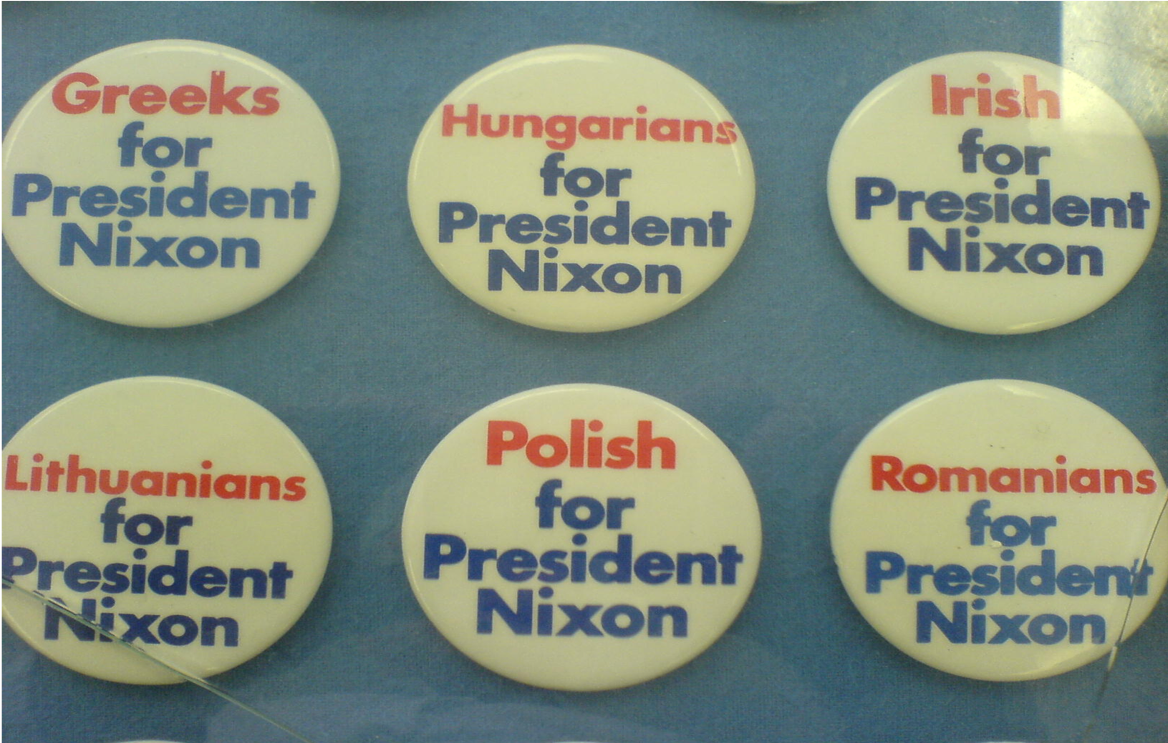 Greeks
for
President
Nixon
Hungarians
for
President
Nixon
Irish
for
President
Nixon
Lithuanians
for
President
Nixon
Polish
for
President
Nixon
Romanians
for
President
Nixon